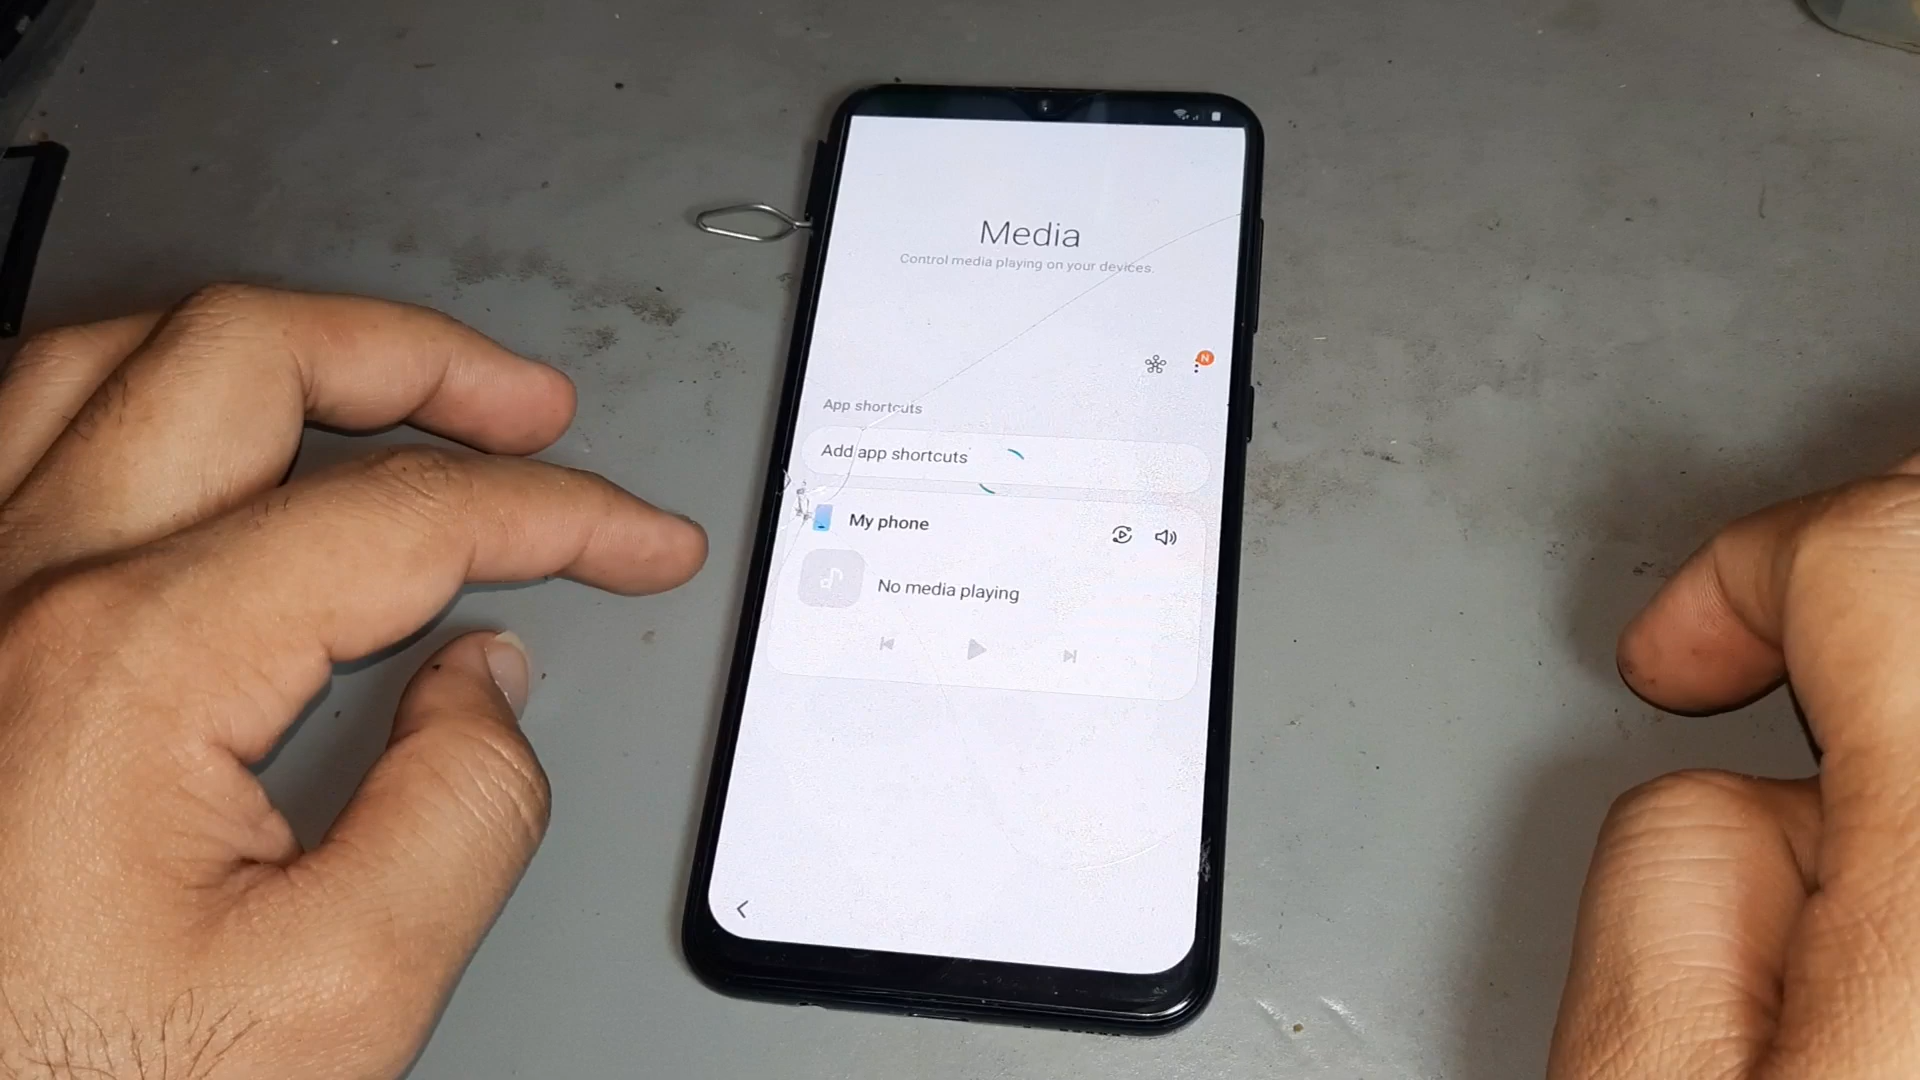 Media
Control media playing on your devices.
N
App shortcuts
Add app shortcuts
My phone
No media playing